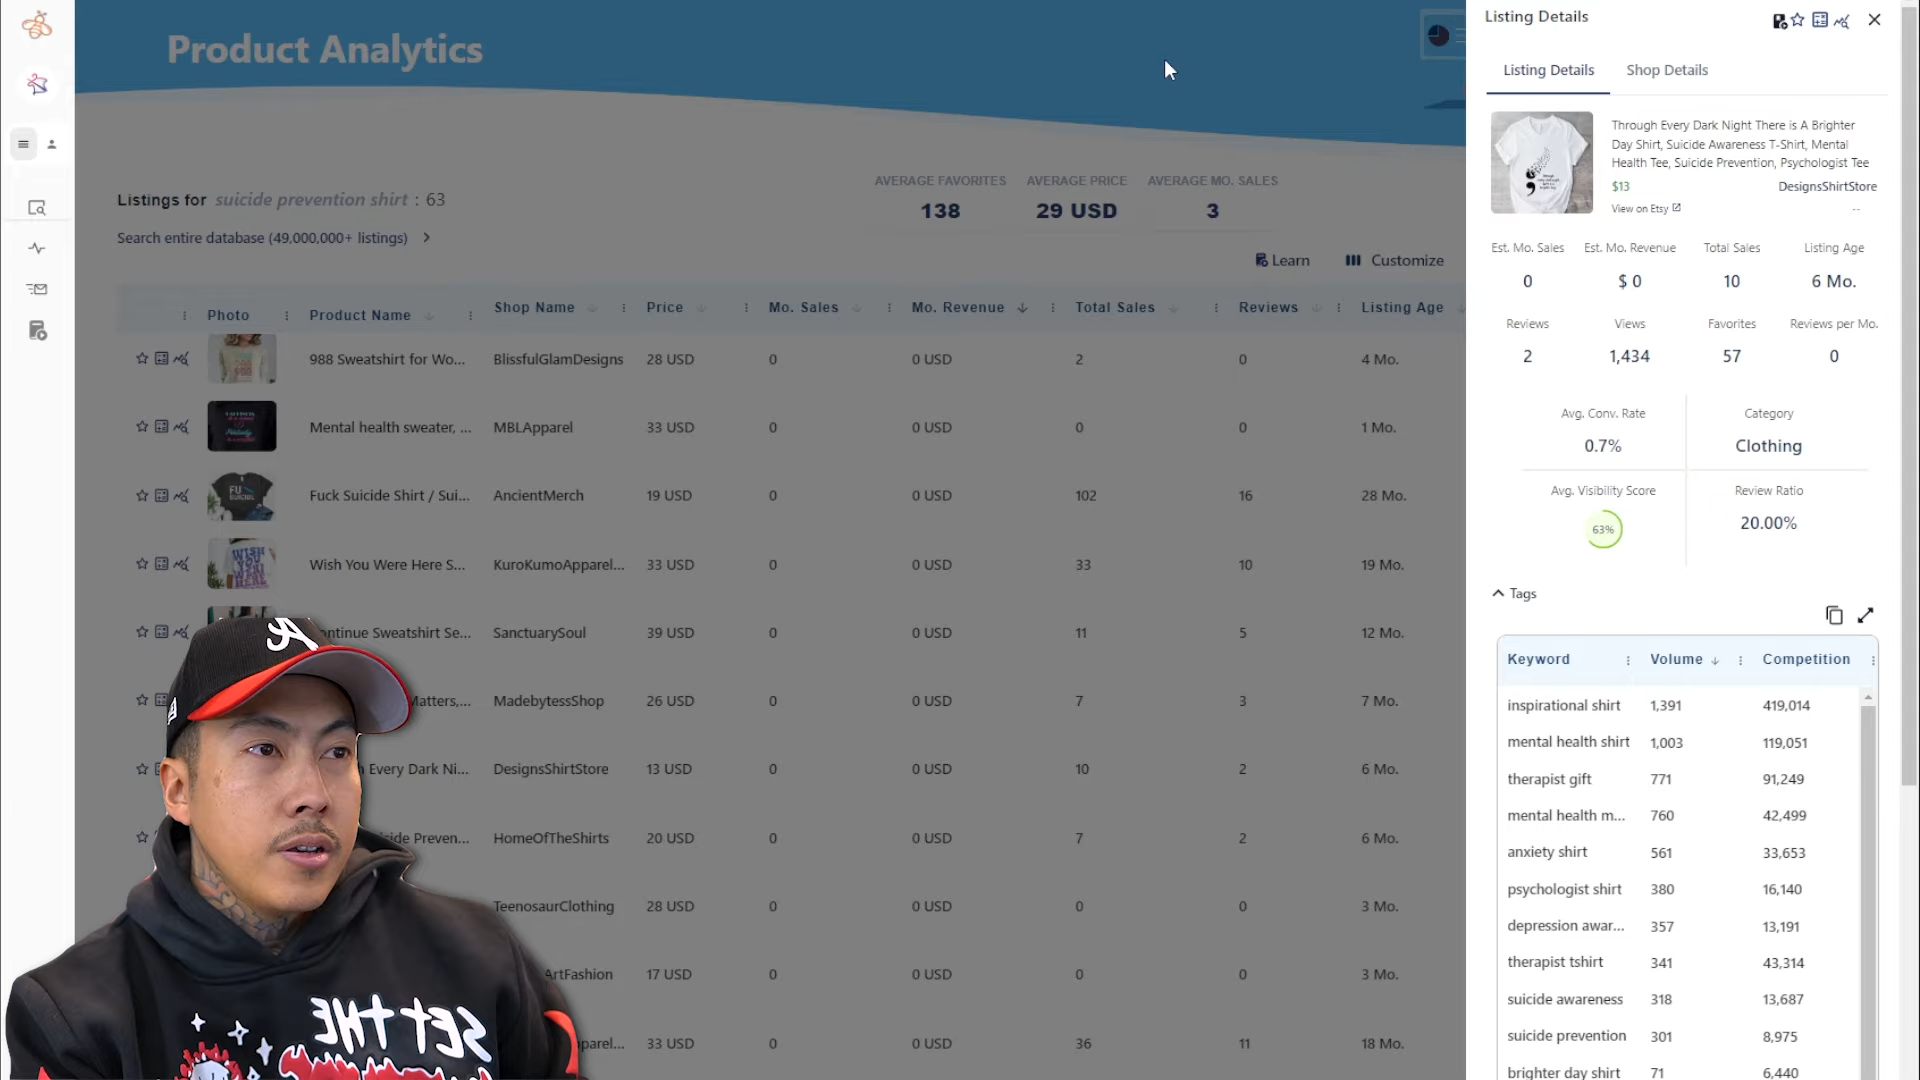 Product Analytics
Listings for suicide prevention shirt : 63
Search entire database (49,000,000+ listings)
AVERAGE FAVORITES AVERAGE PRICE AVERAGE MO. SALES
138 29 USD 3
Learn Customize
Photo Product Name Shop Name Price Mo. Sales Mo. Revenue Total Sales Reviews Listing Age
988 Sweatshirt for Wo... BlissfulGlamDesigns 28 USD 0 0 USD 2 0 4 Mo.
Mental health sweater, ... MBLApparel 33 USD 0 0 USD 0 0 1 Mo.
Fuck Suicide Shirt / Sui... AncientMerch 19 USD 0 0 USD 102 16 28 Mo.
Wish You Were Here S... KuroKumoApparel... 33 USD 0 0 USD 33 10 19 Mo.
ontinue Sweatshirt Se... SanctuarySoul 39 USD 0 0 USD 11 5 12 Mo.
Matters,... MadebytessShop 26 USD 0 0 USD 7 3 7 Mo.
Every Dark Ni... DesignsShirtStore 13 USD 0 0 USD 10 2 6 Mo.
cide Preven... HomeOfTheShirts 20 USD 0 0 USD 7 2 6 Mo.
TeenosaurClothing 28 USD 0 0 USD 0 0 3 Mo.
ArtFashion 17 USD 0 0 USD 0 0 3 Mo.
parel... 33 USD 0 0 USD 36 11 18 Mo.
Listing Details
Listing Details Shop Details
Through Every Dark Night There is A Brighter
Day Shirt, Suicide Awareness T-Shirt, Mental
Health Tee, Suicide Prevention, Psychologist Tee
$13 DesignsShirtStore
View on Etsy --
Est. Mo. Sales Est. Mo. Revenue Total Sales Listing Age
0 $ 0 10 6 Mo.
Reviews Views Favorites Reviews per Mo.
2 1,434 57 0
Avg. Conv. Rate Category
0.7% Clothing
Avg. Visibility Score Review Ratio
63% 20.00%
Tags
Keyword Volume Competition
inspirational shirt 1,391 419,014
mental health shirt 1,003 119,051
therapist gift 771 91,249
mental health m... 760 42,499
anxiety shirt 561 33,653
psychologist shirt 380 16,140
depression awar... 357 13,191
therapist tshirt 341 43,314
suicide awareness 318 13,687
suicide prevention 301 8,975
brighter day shirt 71 6,440
SET THE